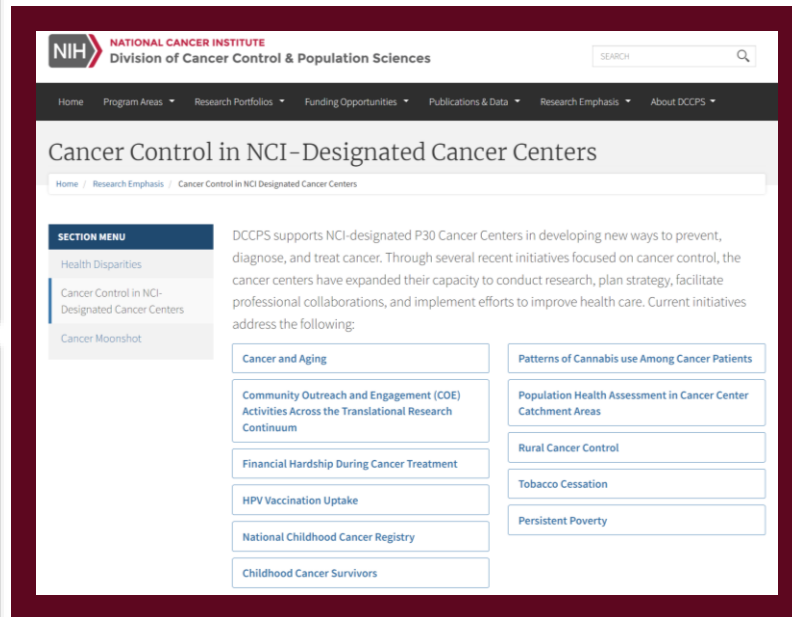 NIH
NATIONAL CANCER INSTITUTE
Division of Cancer Control & Population Sciences
SEARCH
Home Program Areas Research Portfolios Funding Opportunities Publications & Data Research Emphasis About DCCPS
Cancer Control in NCI-Designated Cancer Centers
Home / Research Emphasis / Cancer Control in NCI Designated Cancer Centers
SECTION MENU
Health Disparities
Cancer Control in NCI-
Designated Cancer Centers
Cancer Moonshot
DCCPS supports NCI-designated P30 Cancer Centers in developing new ways to prevent,
diagnose, and treat cancer. Through several recent initiatives focused on cancer control, the
cancer centers have expanded their capacity to conduct research, plan strategy, facilitate
professional collaborations, and implement efforts to improve health care. Current initiatives
address the following:
Cancer and Aging
Community Outreach and Engagement (COE)
Activities Across the Translational Research
Continuum
Financial Hardship During Cancer Treatment
HPV Vaccination Uptake
National Childhood Cancer Registry
Childhood Cancer Survivors
Patterns of Cannabis use Among Cancer Patients
Population Health Assessment in Cancer Center
Catchment Areas
Rural Cancer Control
Tobacco Cessation
Persistent Poverty